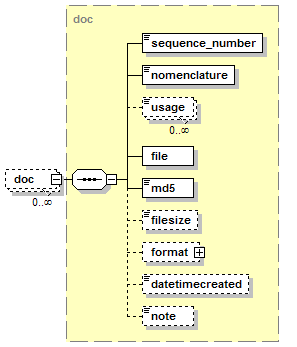 doc
sequence_number
nomenclature
usage
0..∞
file
doc
0..∞
md5
filesize
format
datetimecreated
note